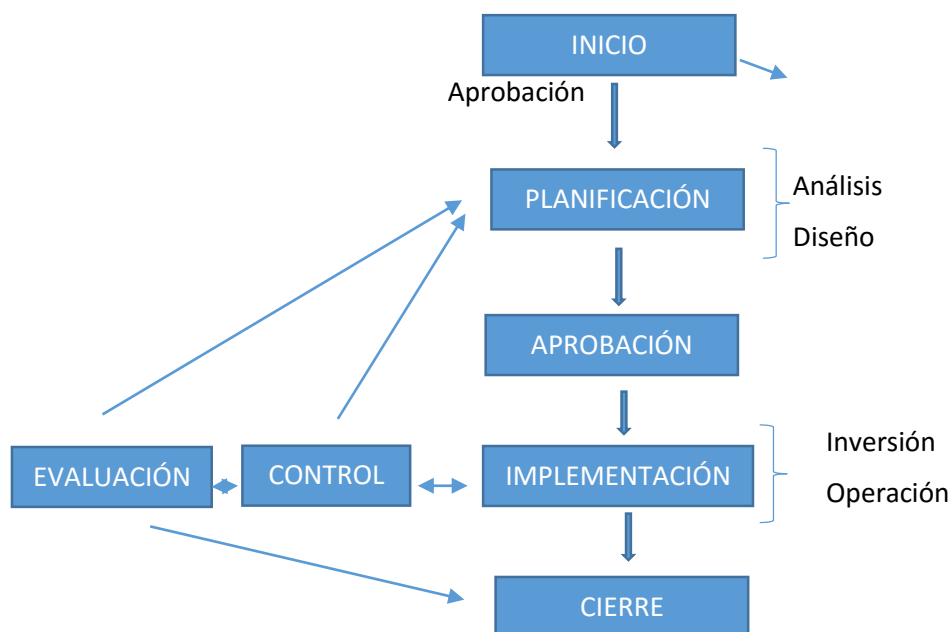 INICIO
Aprobación
PLANIFICACIÓN
Análisis
Diseño
APROBACIÓN
EVALUACIÓN
CONTROL
IMPLEMENTACIÓN
Inversión
Operación
CIERRE